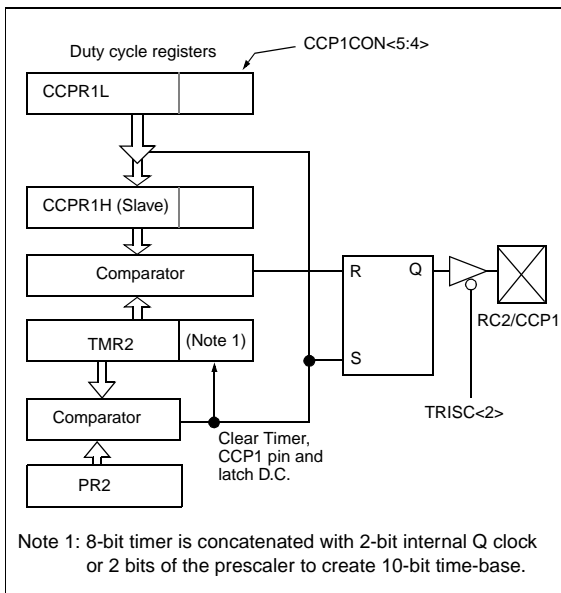 Duty cycle registers
CCP1CON<5:4>
CCPR1L
CCPR1H (Slave)
Comparator
R
Q
RC2/CCP1
TMR2
(Note 1)
S
TRISC<2>
Comparator
Clear Timer,
CCP1 pin and
latch D.C.
PR2
Note 1: 8-bit timer is concatenated with 2-bit internal Q clock
or 2 bits of the prescaler to create 10-bit time-base.